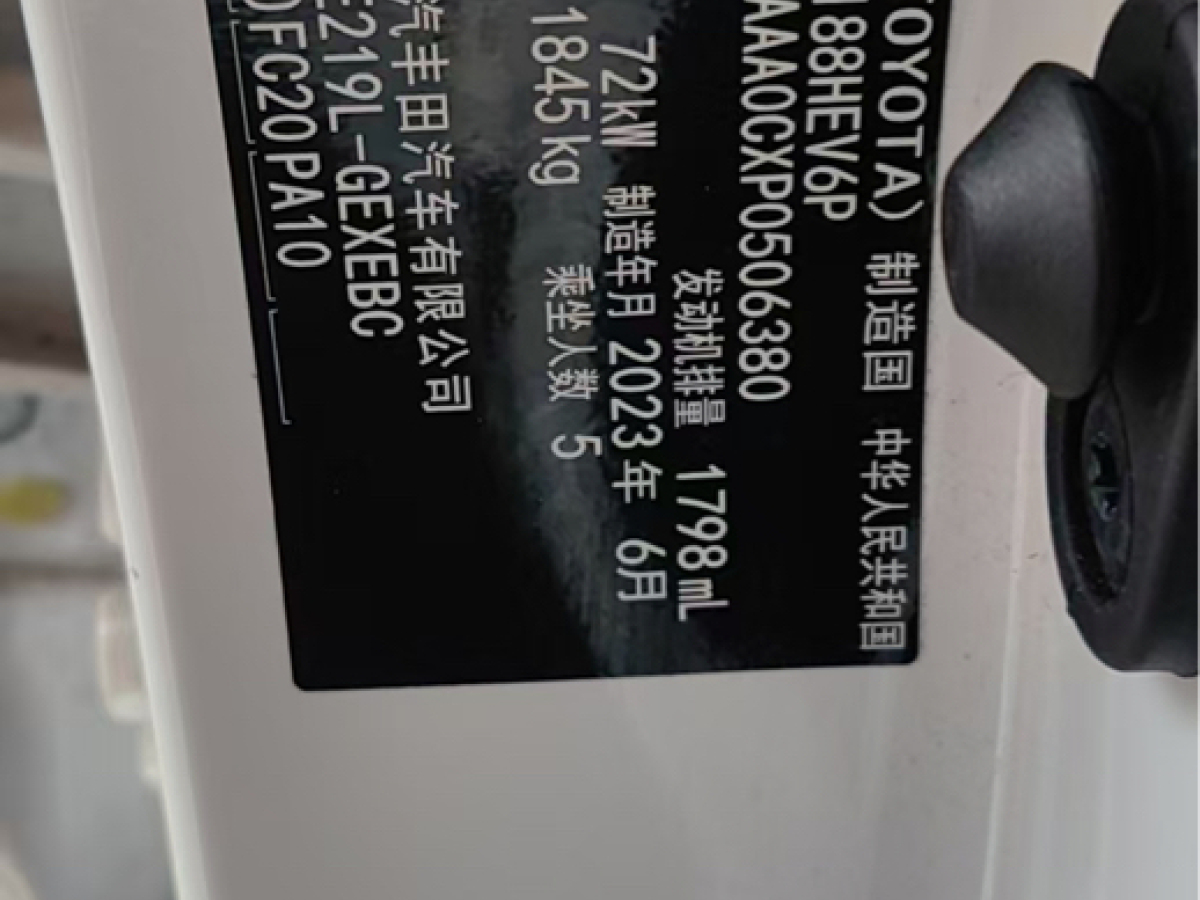 TOYOTA） 制造国 中华人民共和国
188HEV6P
AAA0CXP0506380
发动机排量 1798mL
72kW 制造年月 2023年 6月
1845kg 乘坐人数 5
汽丰田汽车有限公司
E219L-GEXEBC
DFC20PA10